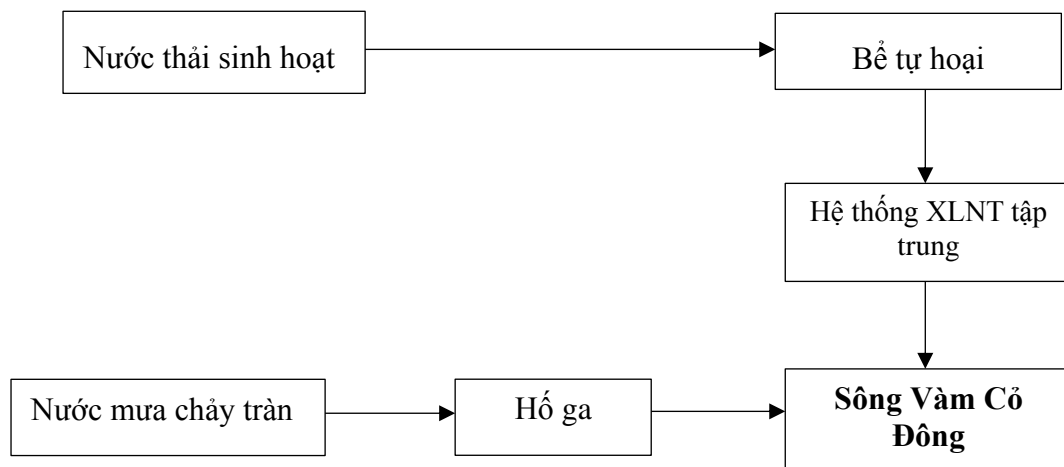 Nước thải sinh hoạt
Bể tự hoại
Hệ thống XLNT tập
trung
Nước mưa chảy tràn
Hố ga
Sông Vàm Cỏ
Đông